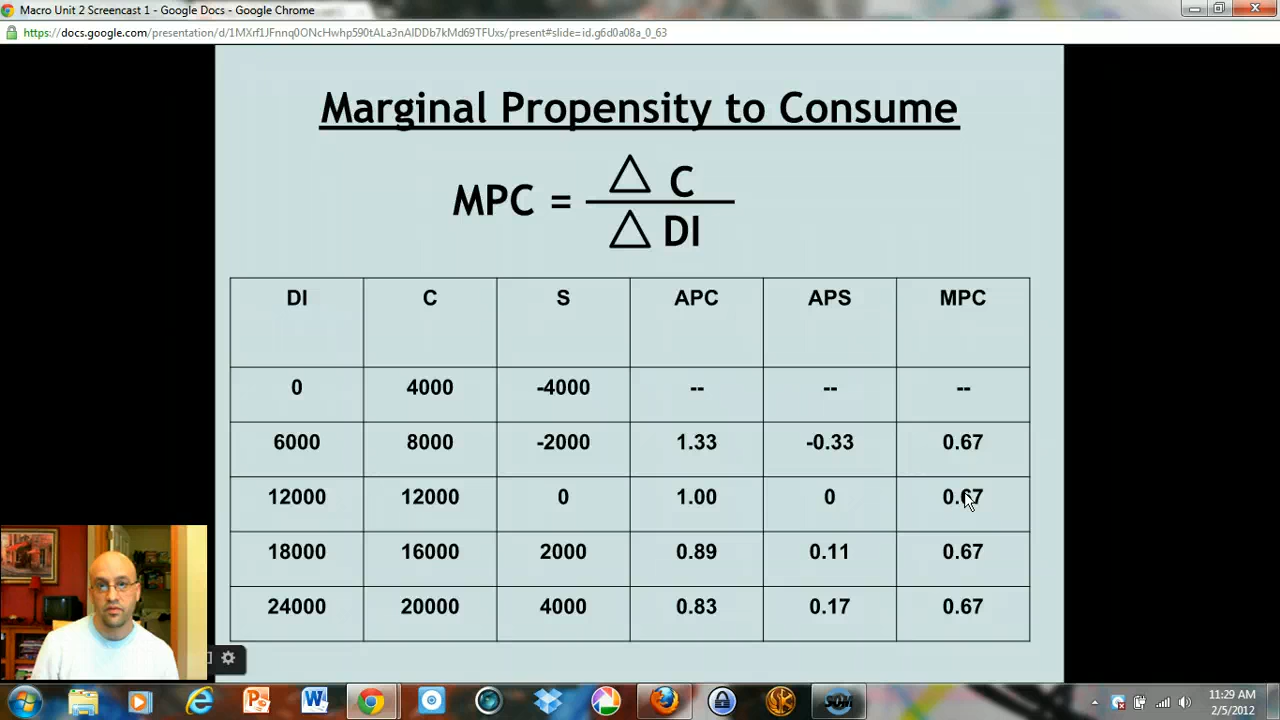 Macro Unit 2 Screencast 1 - Google Docs - Google Chrome
https://docs.google.com/presentation/d/1MXrf1JFnnq0ONcHwhp590tALa3nAIDDb7kMd69TFUxs/present#slide=id.g6d0a08a_0_63
Marginal Propensity to Consume
MPC = △ C
△ DI
DI C S APC APS MPC
0 4000 -4000 -- -- --
6000 8000 -2000 1.33 -0.33 0.67
12000 12000 0 1.00 0 0.67
18000 16000 2000 0.89 0.11 0.67
24000 20000 4000 0.83 0.17 0.67
11:29 AM
2/5/2012